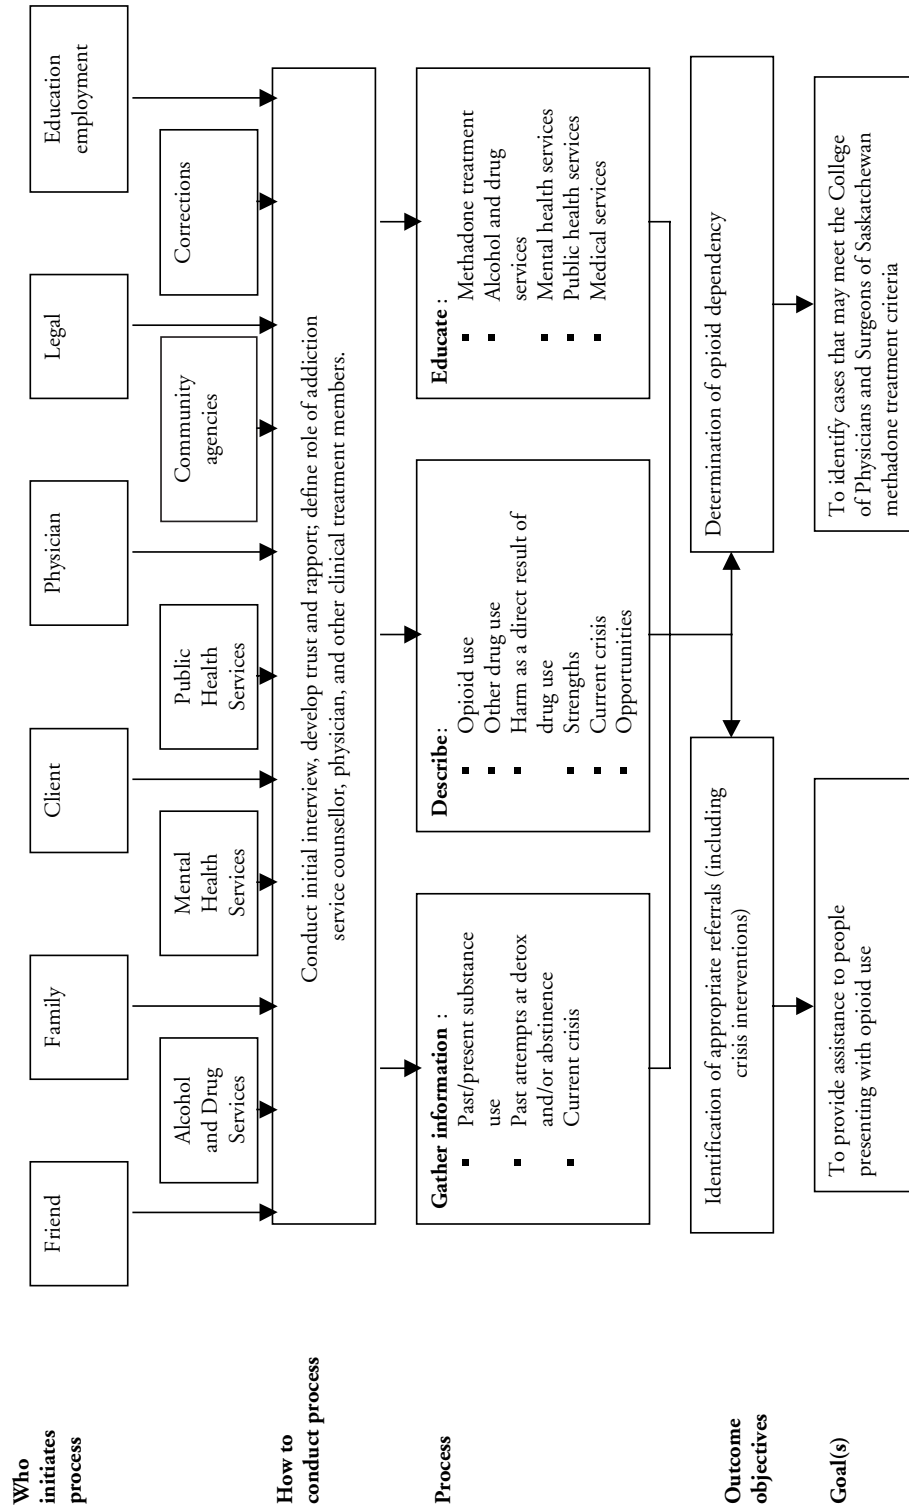 Who
initiates
process
Friend
Family
Client
Physician
Legal
Education
employment
Alcohol
and Drug
Services
Mental
Health
Services
Public
Health
Services
Community
agencies
Corrections
How to
conduct process
Conduct initial interview, develop trust and rapport; define role of addiction
service counsellor, physician, and other clinical treatment members.
Process
Gather information :
▪ Past/present substance
use
▪ Past attempts at detox
and/or abstinence
▪ Current crisis
Describe:
▪ Opioid use
▪ Other drug use
▪ Harm as a direct result of
drug use
▪ Strengths
▪ Current crisis
▪ Opportunities
Educate :
▪ Methadone treatment
▪ Alcohol and drug
services
▪ Mental health services
▪ Public health services
▪ Medical services
Outcome
objectives
Identification of appropriate referrals (including
crisis interventions)
Determination of opioid dependency
Goal(s)
To provide assistance to people
presenting with opioid use
To identify cases that may meet the College
of Physicians and Surgeons of Saskatchewan
methadone treatment criteria